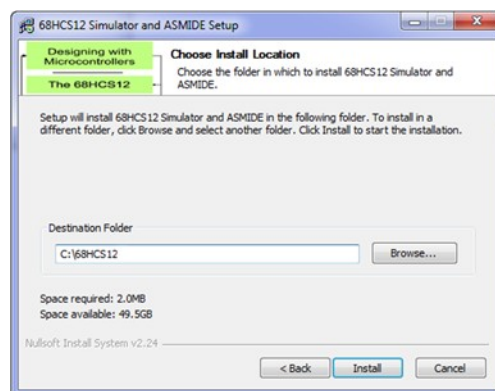 68HCS12 Simulator and ASMIDE Setup
Designing with
Microcontrollers
The 68HCS12
Choose Install Location
Choose the folder in which to install 68HCS12 Simulator and
ASMIDE.
Setup will install 68HCS12 Simulator and ASMIDE in the following folder. To install in a
different folder, click Browse and select another folder. Click Install to start the installation.
Destination Folder
C:\68HCS12
Browse...
Space required: 2.0MB
Space available: 49.5GB
Nullsoft Install System v2.24
< Back
Install
Cancel